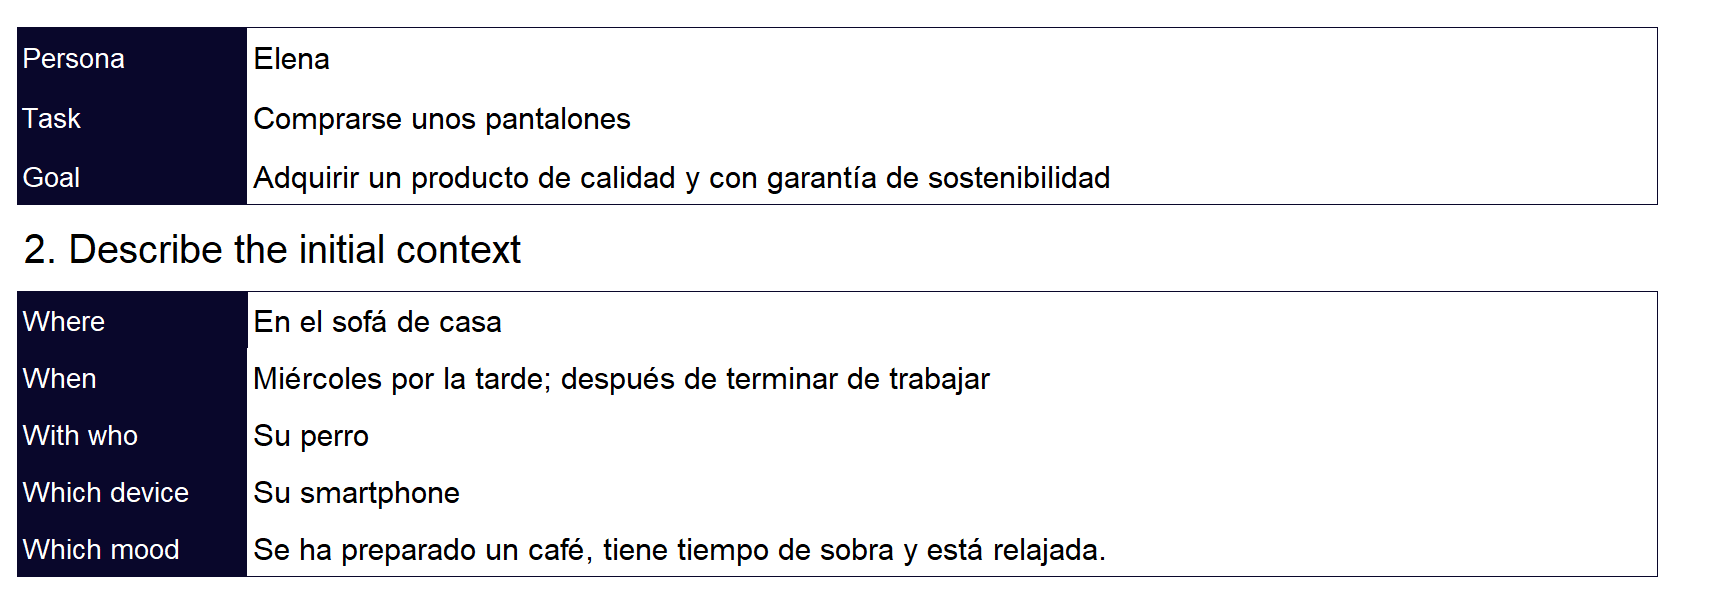 Persona Elena
Task Comprarse unos pantalones
Goal Adquirir un producto de calidad y con garantía de sostenibilidad
2. Describe the initial context
Where En el sofá de casa
When Miércoles por la tarde; después de terminar de trabajar
With who Su perro
Which device Su smartphone
Which mood Se ha preparado un café, tiene tiempo de sobra y está relajada.